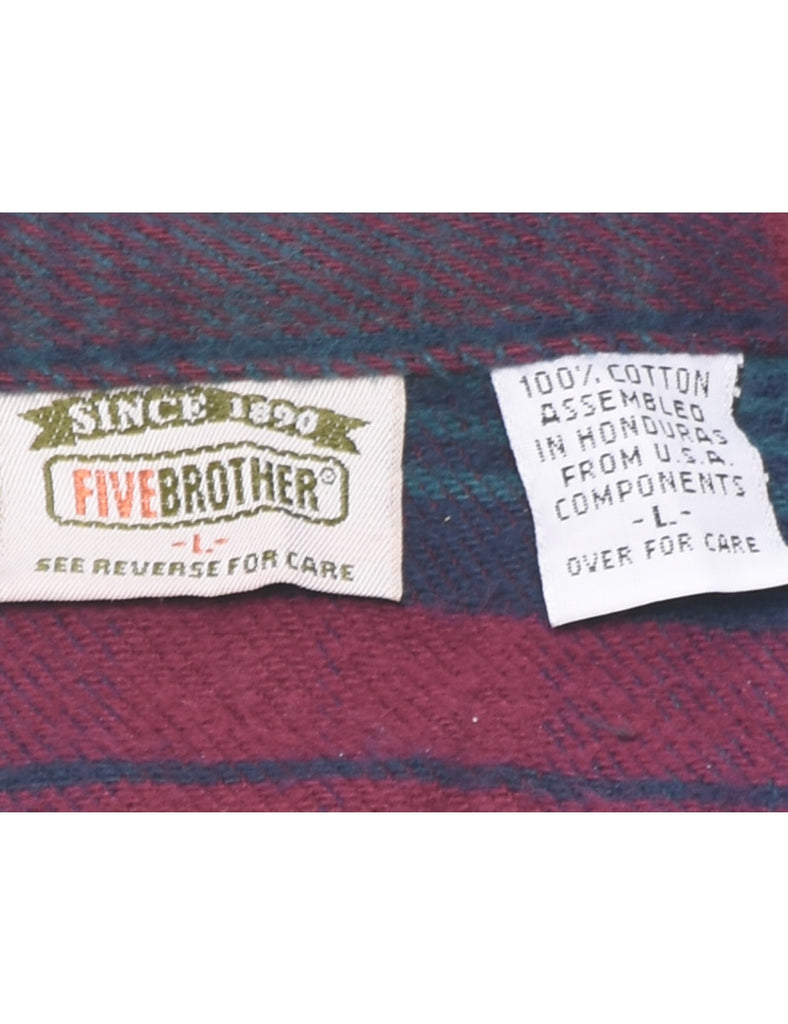 SINCE 1890
FIVEBROTHER®
-L-
SEE REVERSE FOR CARE
100% COTTON
ASSEMBLED
IN HONDURAS
FROM U.S.A.
COMPONENTS
-L-
OVER FOR CARE